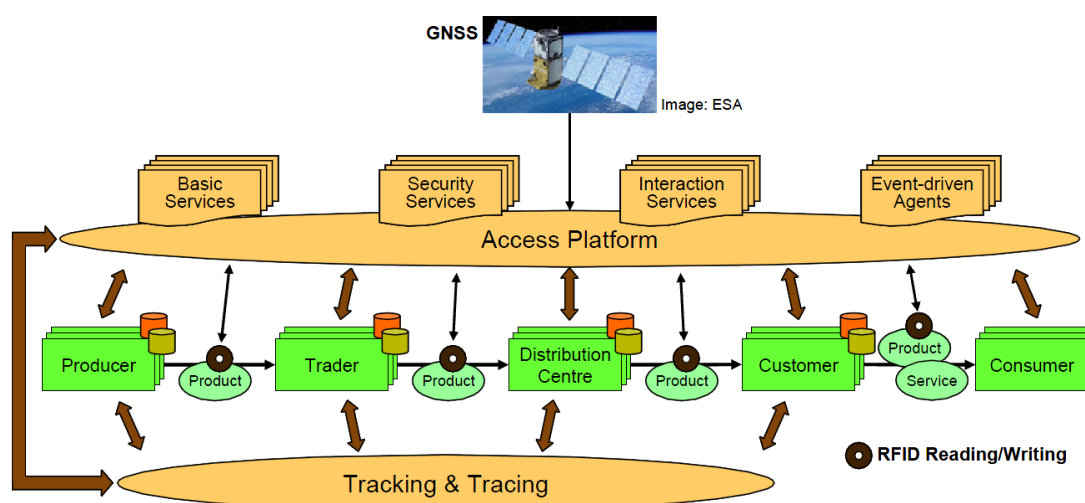 GNSS
Image: ESA
Basic
Services
Security
Services
Interaction
Services
Event-driven
Agents
Access Platform
Producer
Product
Trader
Product
Distribution
Centre
Product
Customer
Product
Service
Consumer
RFID Reading/Writing
Tracking & Tracing